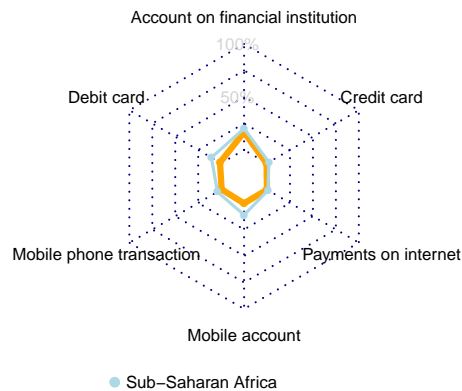 Account on financial institution
100%
50%
Debit card
Credit card
Mobile phone transaction
Payments on internet
Mobile account
Sub−Saharan Africa